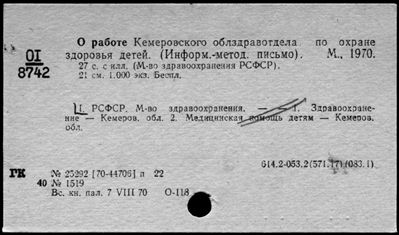 ОІ
8742
О работе Кемеровского облздравотдела по охране
здоровья детей. (Информ.-метод. письмо). М., 1970.
27 с. с илл. (М-во здравоохранения РСФСР).
21 см. 1.000 экз. Беспл.
I. РСФСР. М-во здравоохранения. — — 1. Здравоохране-
ние — Кемеров. обл. 2. Медицинская помощь детям — Кемеров.
обл.
614.2-053.2(571.17)(083.1)
ГК № 25292 [70-44706] п 22
40 № 1519
Вс. кн. пал. 7 VIII 70 О-118